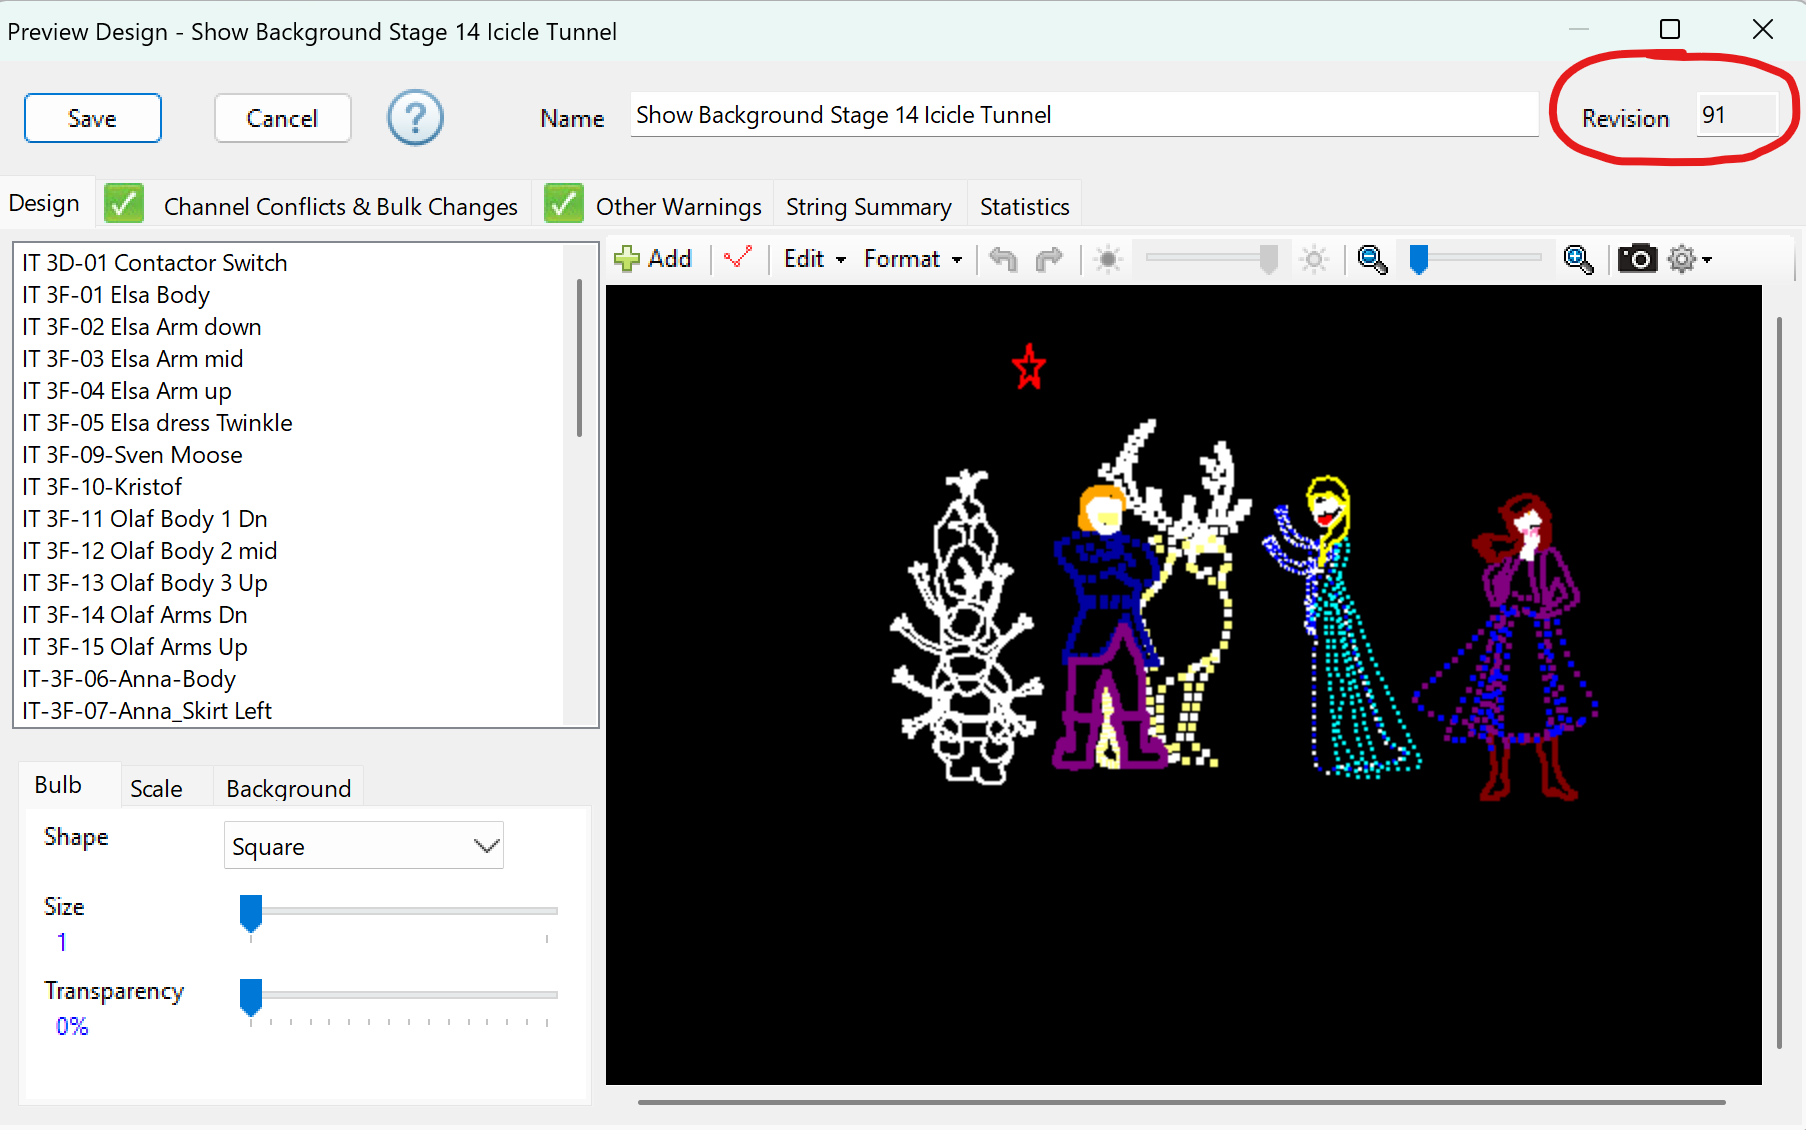 Preview Design - Show Background Stage 14 Icicle Tunnel
Save Cancel ? Name Show Background Stage 14 Icicle Tunnel Revision 91
Design Channel Conflicts & Bulk Changes Other Warnings String Summary Statistics
Add Edit Format
IT 3D-01 Contactor Switch
IT 3F-01 Elsa Body
IT 3F-02 Elsa Arm down
IT 3F-03 Elsa Arm mid
IT 3F-04 Elsa Arm up
IT 3F-05 Elsa dress Twinkle
IT 3F-09-Sven Moose
IT 3F-10-Kristof
IT 3F-11 Olaf Body 1 Dn
IT 3F-12 Olaf Body 2 mid
IT 3F-13 Olaf Body 3 Up
IT 3F-14 Olaf Arms Dn
IT 3F-15 Olaf Arms Up
IT-3F-06-Anna-Body
IT-3F-07-Anna_Skirt Left
Bulb Scale Background
Shape Square
Size
1
Transparency
0%